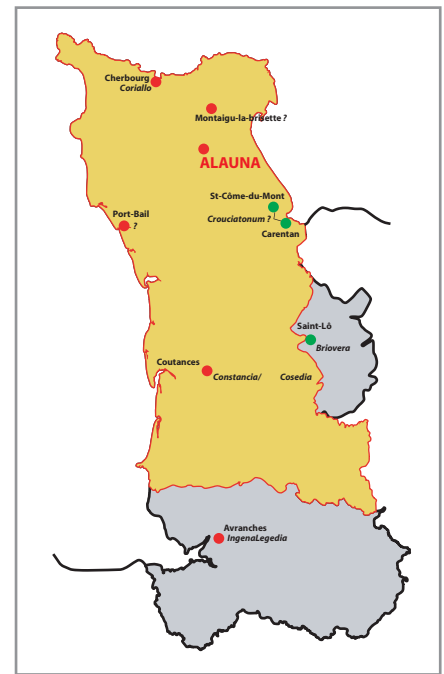 Cherbourg
Coriallo
Montaigu-la-brisette ?
ALAUNA
St-Côme-du-Mont
Crouciatonum ?
Carentan
Port-Bail
?
Saint-Lô
Briovera
Coutances
Constancia/ Cosedia
Avranches
IngenaLegedia